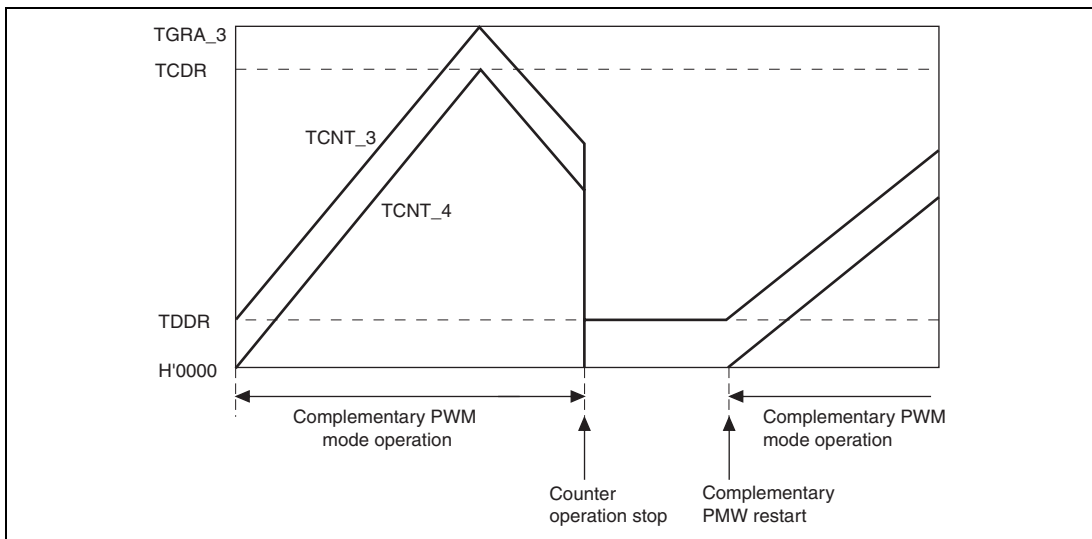 TGRA_3
TCDR
TCNT_3
TCNT_4
TDDR
H'0000
Complementary PWM
mode operation
Complementary PWM
mode operation
Counter
operation stop
Complementary
PMW restart